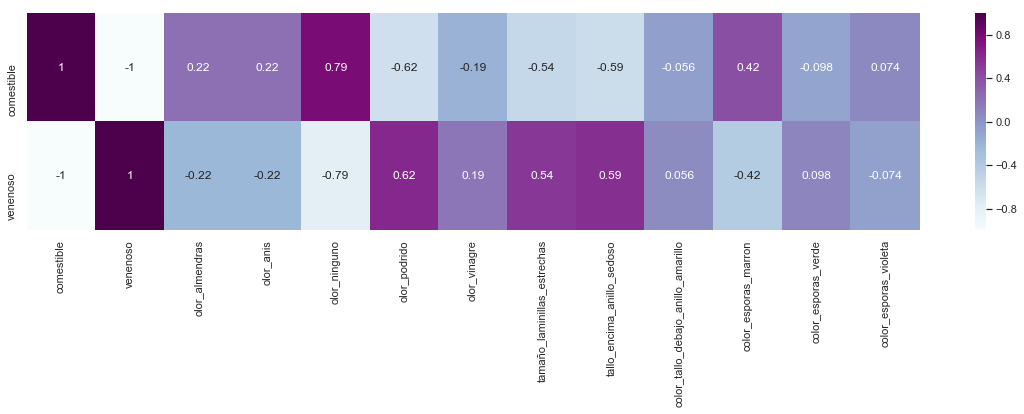 comestible
1
-1
0.22
0.22
0.79
-0.62
-0.19
-0.54
-0.59
-0.056
0.42
-0.098
0.074
venenoso
-1
1
-0.22
-0.22
-0.79
0.62
0.19
0.54
0.59
0.056
-0.42
0.098
-0.074
comestible
venenoso
olor_almendras
olor_anis
olor_ninguno
olor_podrido
olor_vinagre
tamaño_laminillas_estrechas
tallo_encima_anillo_sedoso
color_tallo_debajo_anillo_amarillo
color_esporas_marron
color_esporas_verde
color_esporas_violeta
0.8
0.4
0.0
−0.4
−0.8